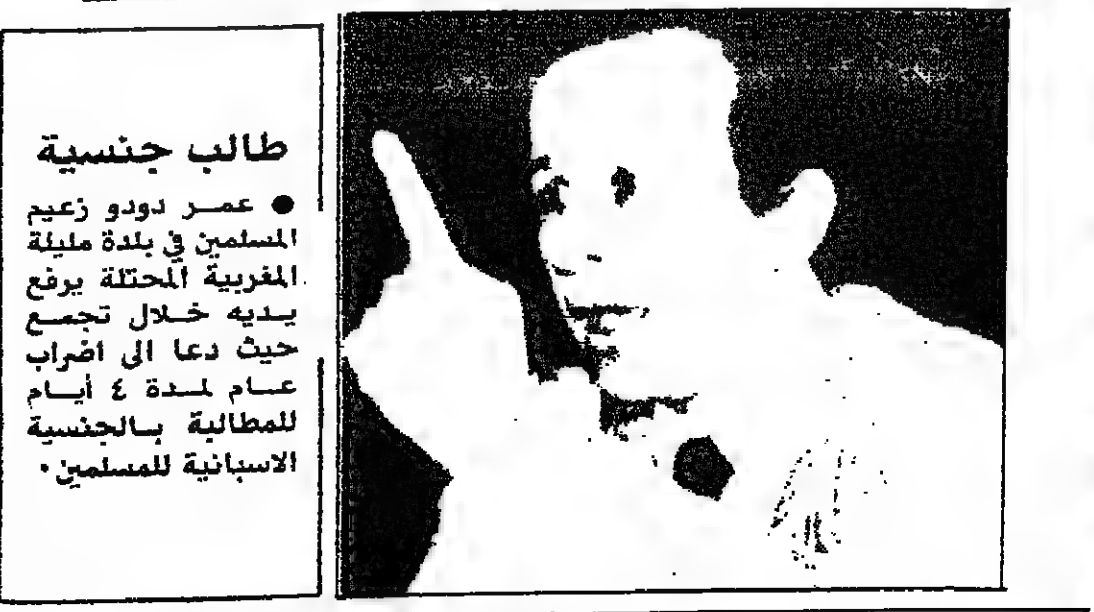 طالب جنسية
● عمر دودو زعيم
المسلمين في بلدة مليلة
المغربية المحتلة يرفع
يديه خلال تجمع
حيث دعا الى اضراب
عام لمدة ٤ أيام
للمطالبة بالجنسية
الاسبانية للمسلمين٠